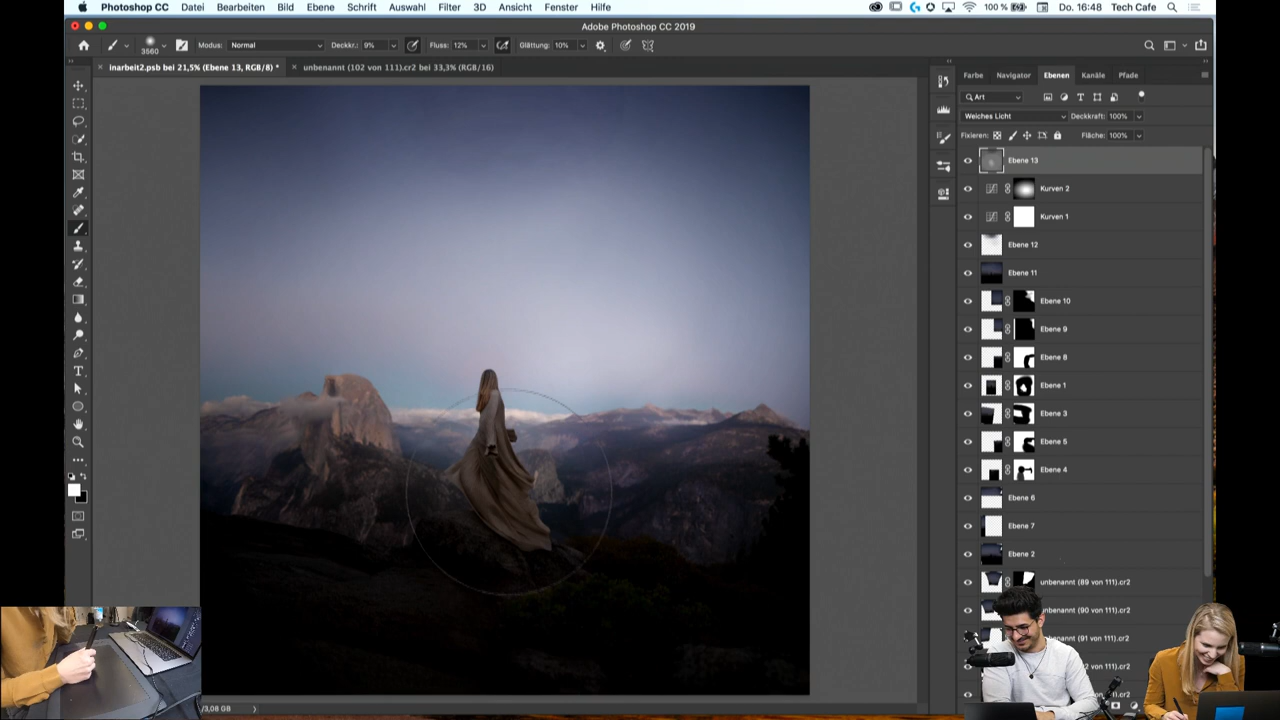 Photoshop CC Datei Bearbeiten Bild Ebene Schrift Auswahl Filter 3D Ansicht Fenster Hilfe 100 % Do. 16:48 Tech Cafe
Adobe Photoshop CC 2019
3560 Modus: Normal Deckkr.: 9% Fluss: 12% Glättung: 10%
inarbeit2.psb bei 21,5% (Ebene 13, RGB/8) * unbenannt (102 von 111).cr2 bei 33,3% (RGB/16)
Farbe Navigator Ebenen Kanäle Pfade
Art
Weiches Licht Deckkraft: 100%
Fixieren: Fläche: 100%
Ebene 13
Kurven 2
Kurven 1
Ebene 12
Ebene 11
Ebene 10
Ebene 9
Ebene 8
Ebene 1
Ebene 3
Ebene 5
Ebene 4
Ebene 6
Ebene 7
Ebene 2
unbenannt (89 von 111).cr2
unbenannt (90 von 111).cr2
(91 von 111).cr2
von 111).cr2
.cr2
/3,08 GB